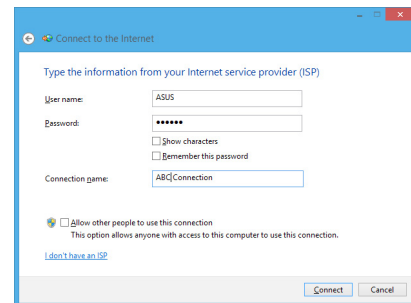 Connect to the Internet
Type the information from your Internet service provider (ISP)
User name: ASUS
Password: ••••••
Show characters
Remember this password
Connection name: ABC Connection
Allow other people to use this connection
This option allows anyone with access to this computer to use this connection.
I don't have an ISP
Connect Cancel